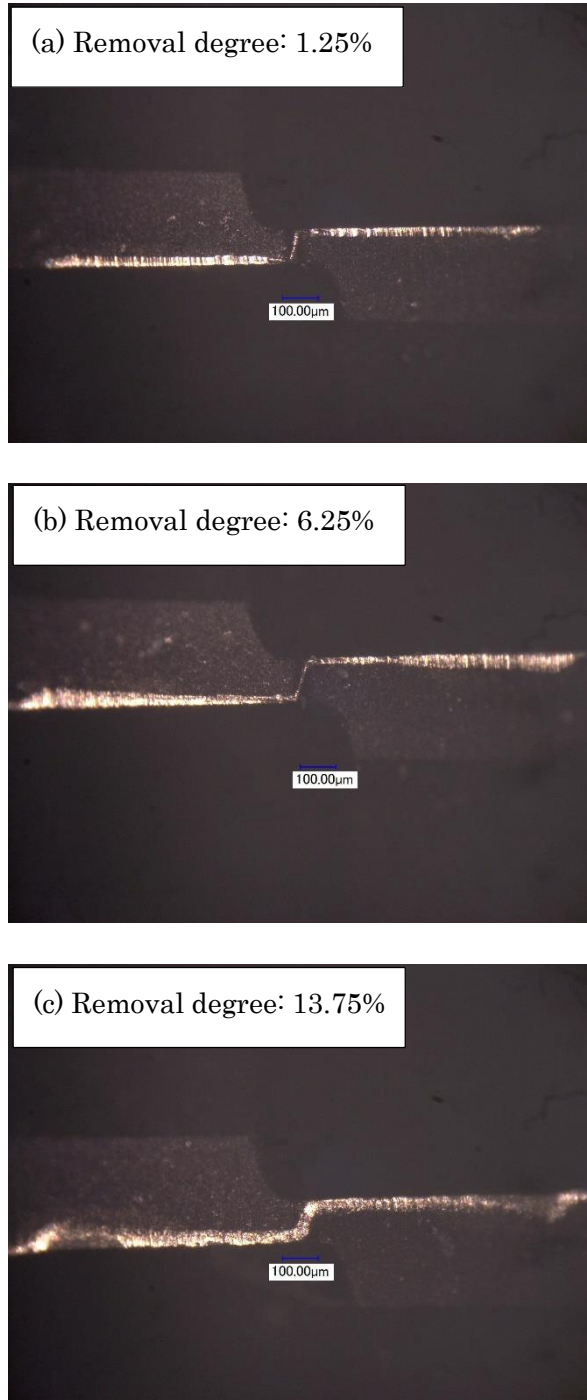 (a) Removal degree: 1.25%
100.00µm
(b) Removal degree: 6.25%
100.00µm
(c) Removal degree: 13.75%
100.00µm